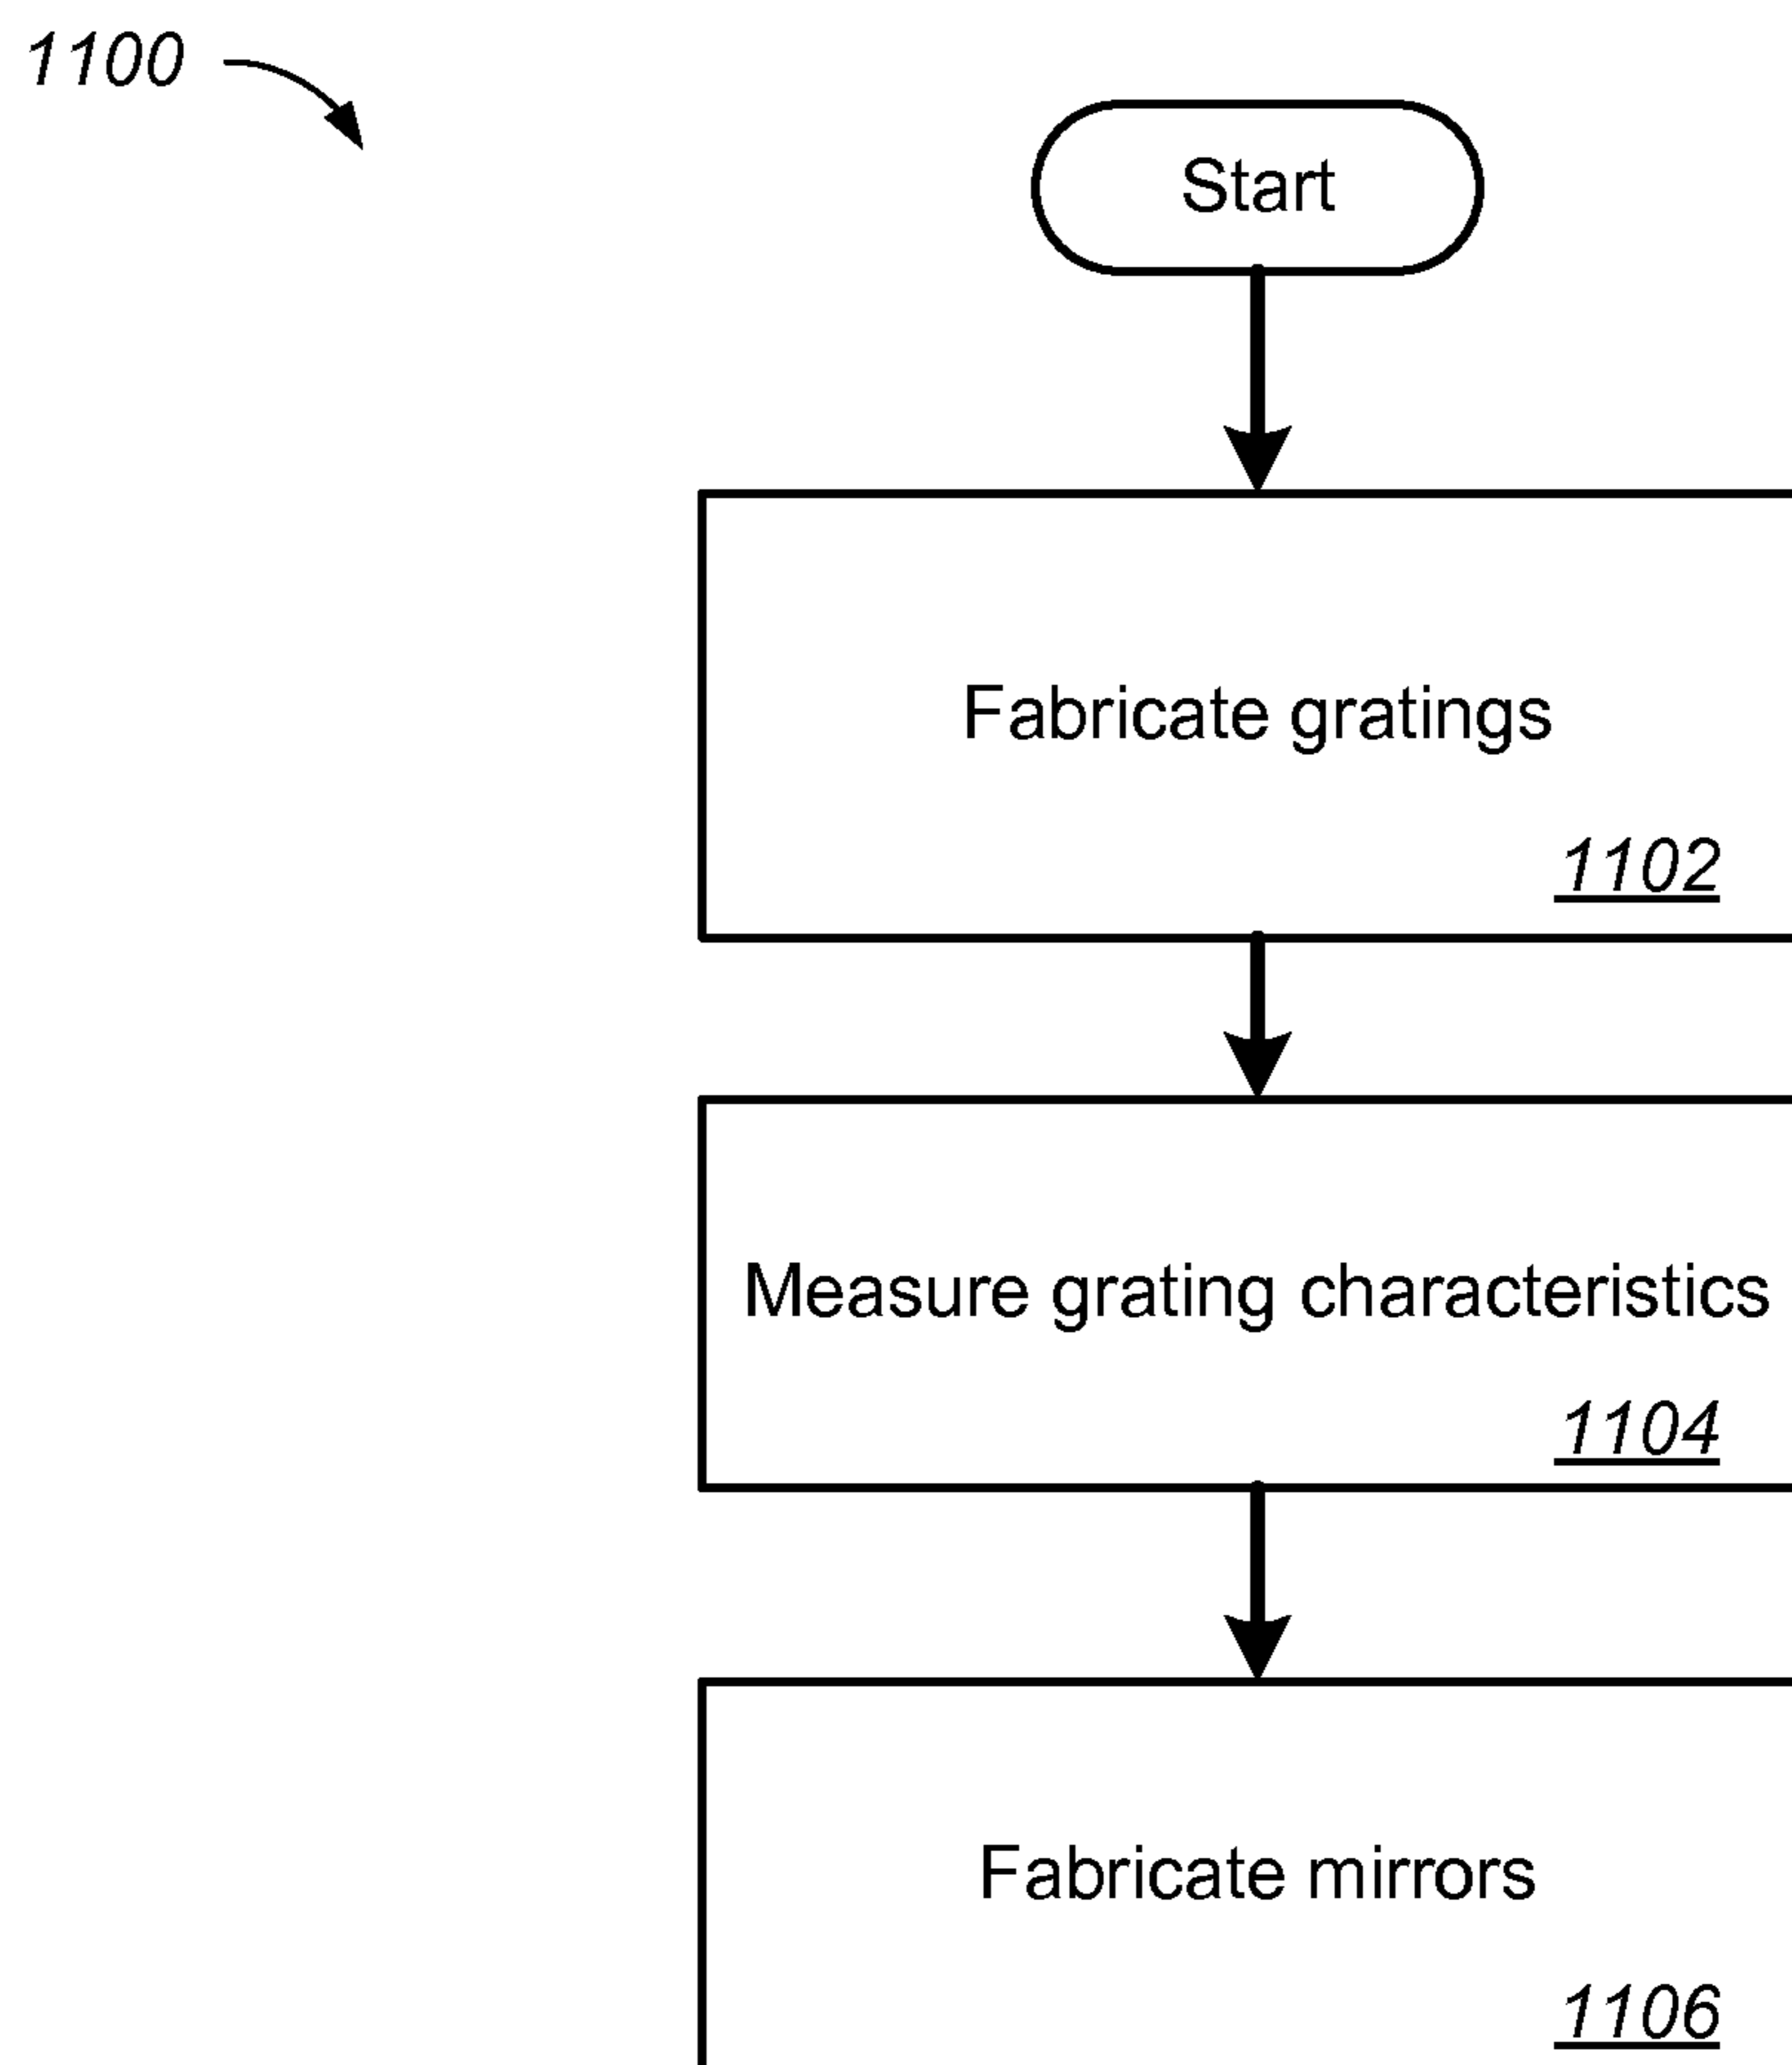 1100
Start
Fabricate gratings
1102
Measure grating characteristics
1104
Fabricate mirrors
1106